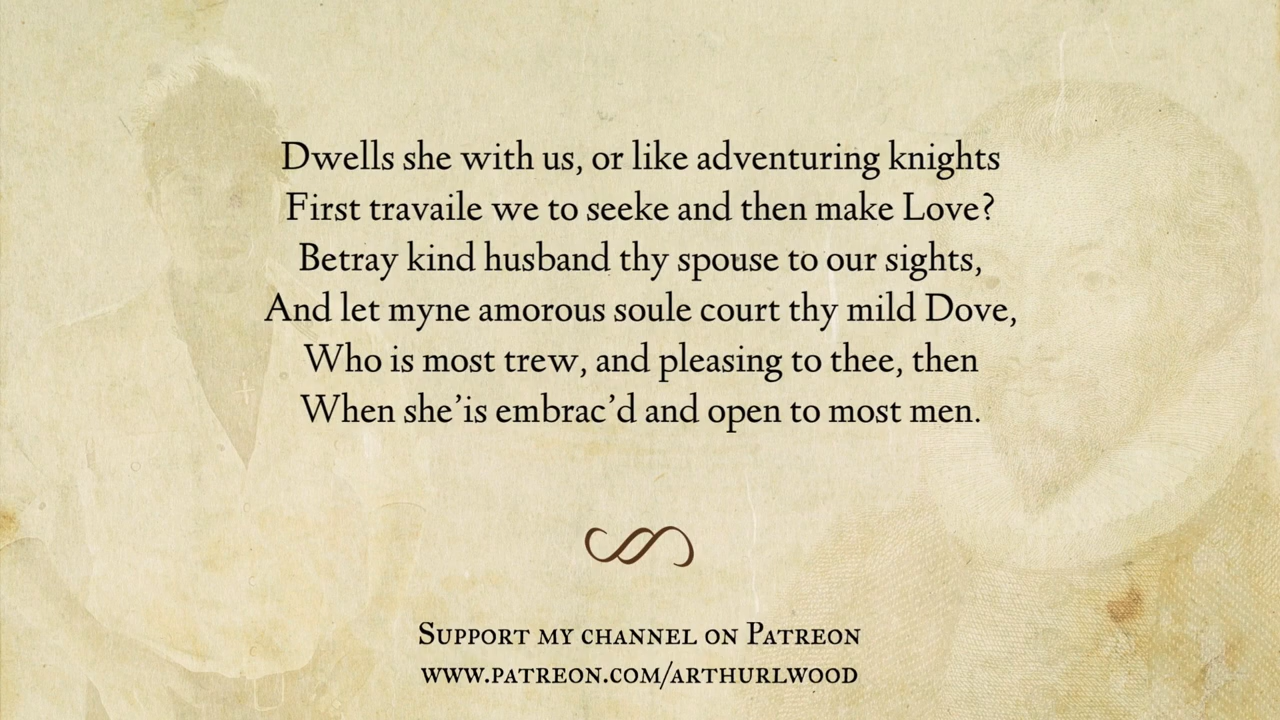 Dwells she with us, or like adventuring knights
First travaile we to seeke and then make Love?
Betray kind husband thy spouse to our sights,
And let myne amorous soule court thy mild Dove,
Who is most trew, and pleasing to thee, then
When she’is embrac’d and open to most men.
Support my channel on Patreon
www.patreon.com/arthurlwood